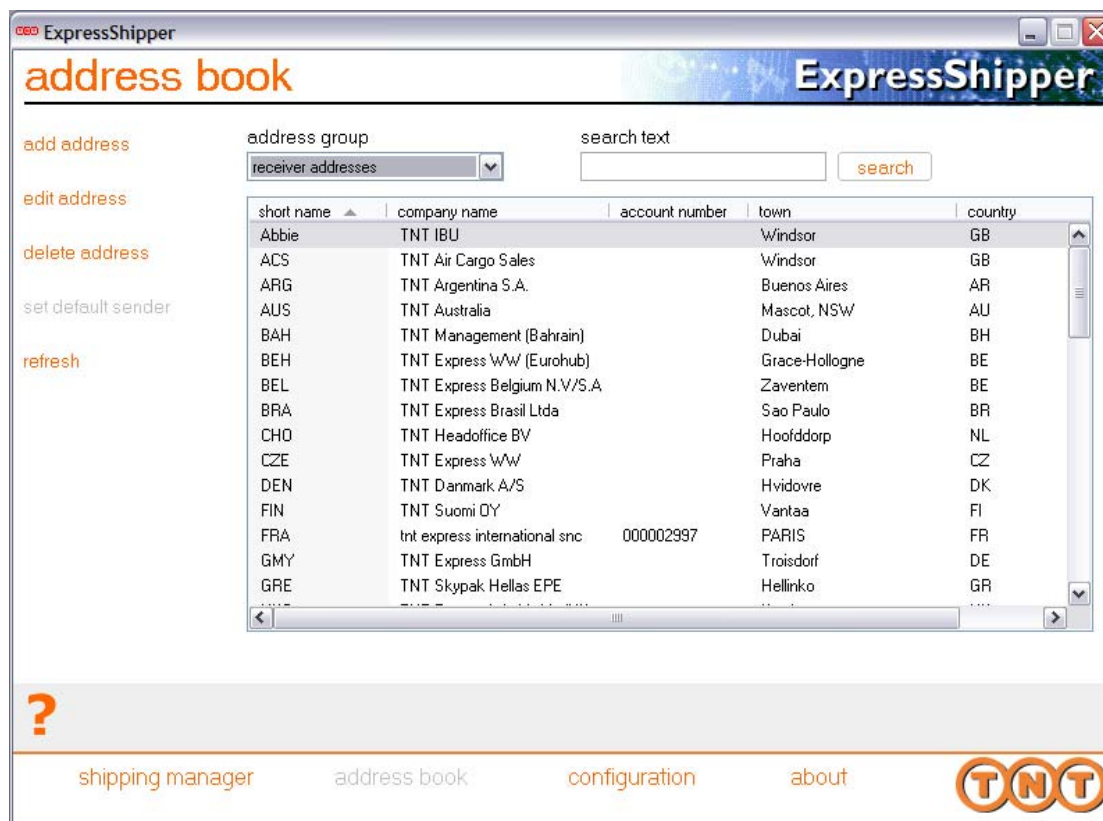 ExpressShipper
address book ExpressShipper
add address
edit address
delete address
set default sender
refresh
address group search text
receiver addresses search
short name company name account number town country
Abbie TNT IBU Windsor GB
ACS TNT Air Cargo Sales Windsor GB
ARG TNT Argentina S.A. Buenos Aires AR
AUS TNT Australia Mascot, NSW AU
BAH TNT Management (Bahrain) Dubai BH
BEH TNT Express WW (Eurohub) Grace-Hollogne BE
BEL TNT Express Belgium N.V/S.A Zaventem BE
BRA TNT Express Brasil Ltda Sao Paulo BR
CHO TNT Headoffice BV Hoofddorp NL
CZE TNT Express WW Praha CZ
DEN TNT Danmark A/S Hvidovre DK
FIN TNT Suomi OY Vantaa FI
FRA tnt express international snc 000002997 PARIS FR
GMY TNT Express GmbH Troisdorf DE
GRE TNT Skypak Hellas EPE Hellinko GR
?
shipping manager address book configuration about TNT